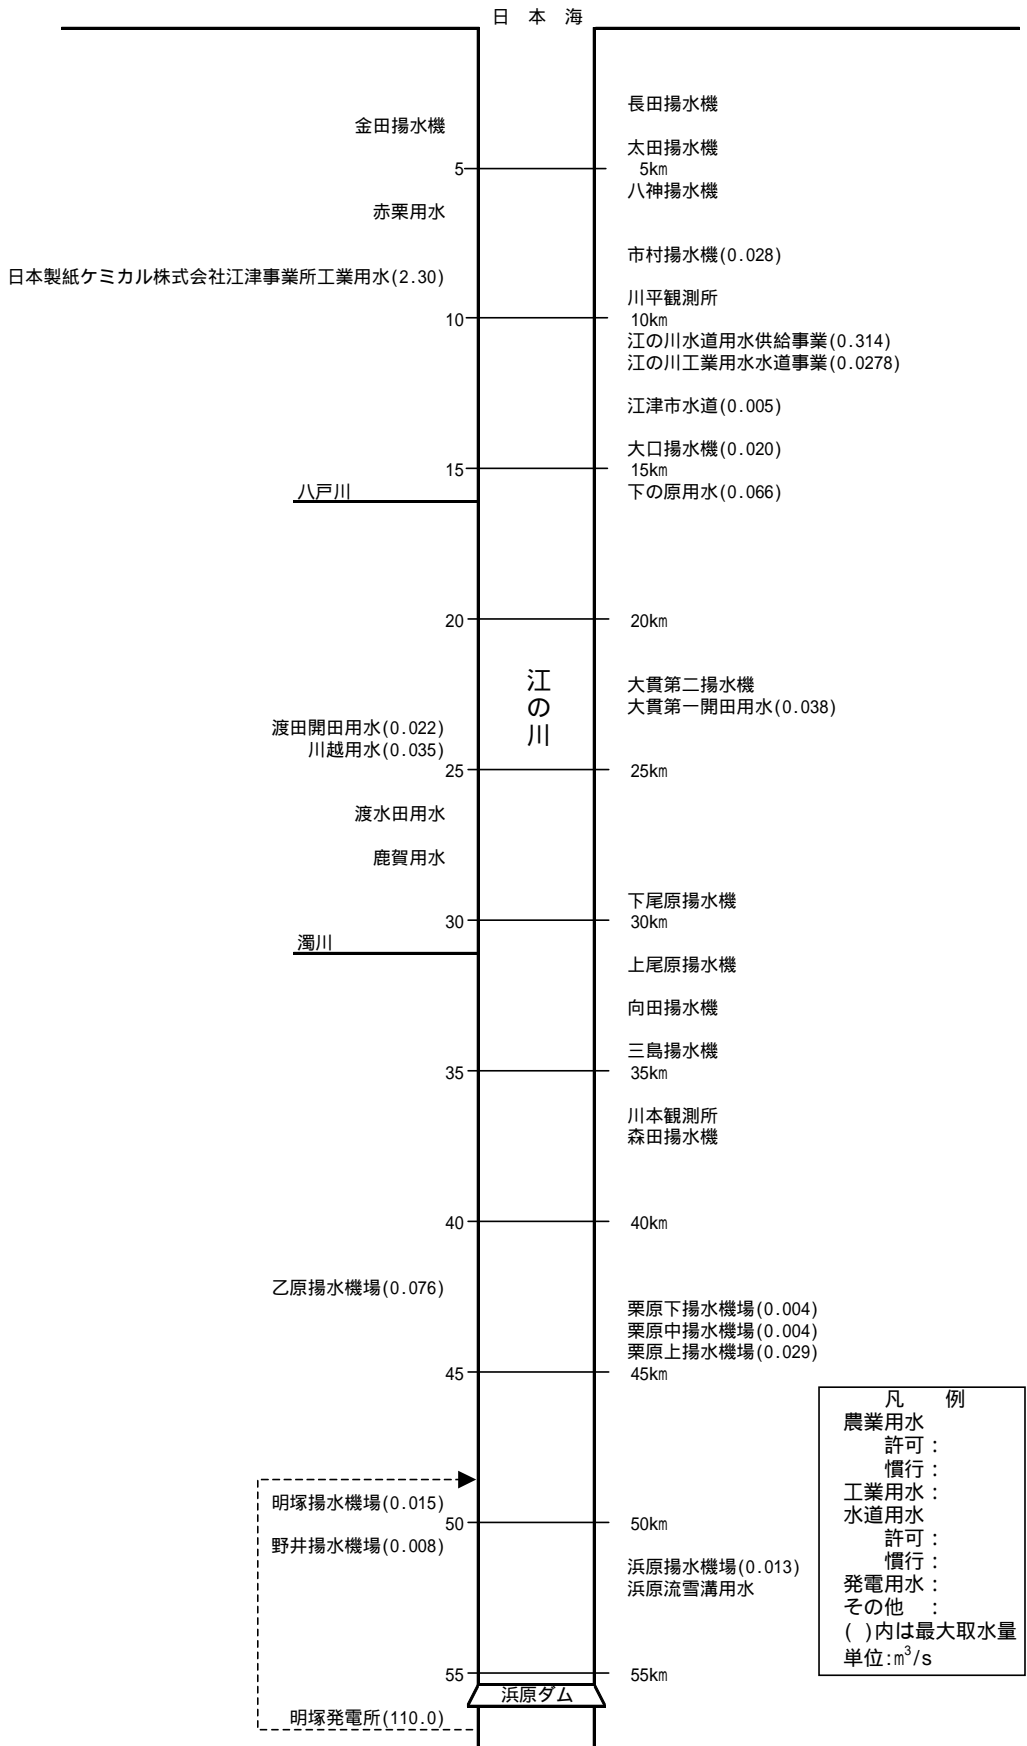 日本海
長田揚水機
金田揚水機
太田揚水機
5
5km
八神揚水機
赤栗用水
市村揚水機(0.028)
日本製紙ケミカル株式会社江津事業所工業用水(2.30)
川平観測所
10
10km
江の川水道用水供給事業(0.314)
江の川工業用水水道事業(0.0278)
江津市水道(0.005)
大口揚水機(0.020)
15
15km
八戸川
下の原用水(0.066)
20
20km
江の川
大貫第二揚水機
大貫第一開田用水(0.038)
渡田開田用水(0.022)
川越用水(0.035)
25
25km
渡水田用水
鹿賀用水
下尾原揚水機
30
30km
濁川
上尾原揚水機
向田揚水機
三島揚水機
35
35km
川本観測所
森田揚水機
40
40km
乙原揚水機場(0.076)
栗原下揚水機場(0.004)
栗原中揚水機場(0.004)
栗原上揚水機場(0.029)
45
45km
明塚揚水機場(0.015)
50
50km
野井揚水機場(0.008)
浜原揚水機場(0.013)
浜原流雪溝用水
55
55km
浜原ダム
明塚発電所(110.0)
凡 例
農業用水
許可:
慣行:
工業用水:
水道用水
許可:
慣行:
発電用水:
その他 :
( )内は最大取水量
単位:m³/s